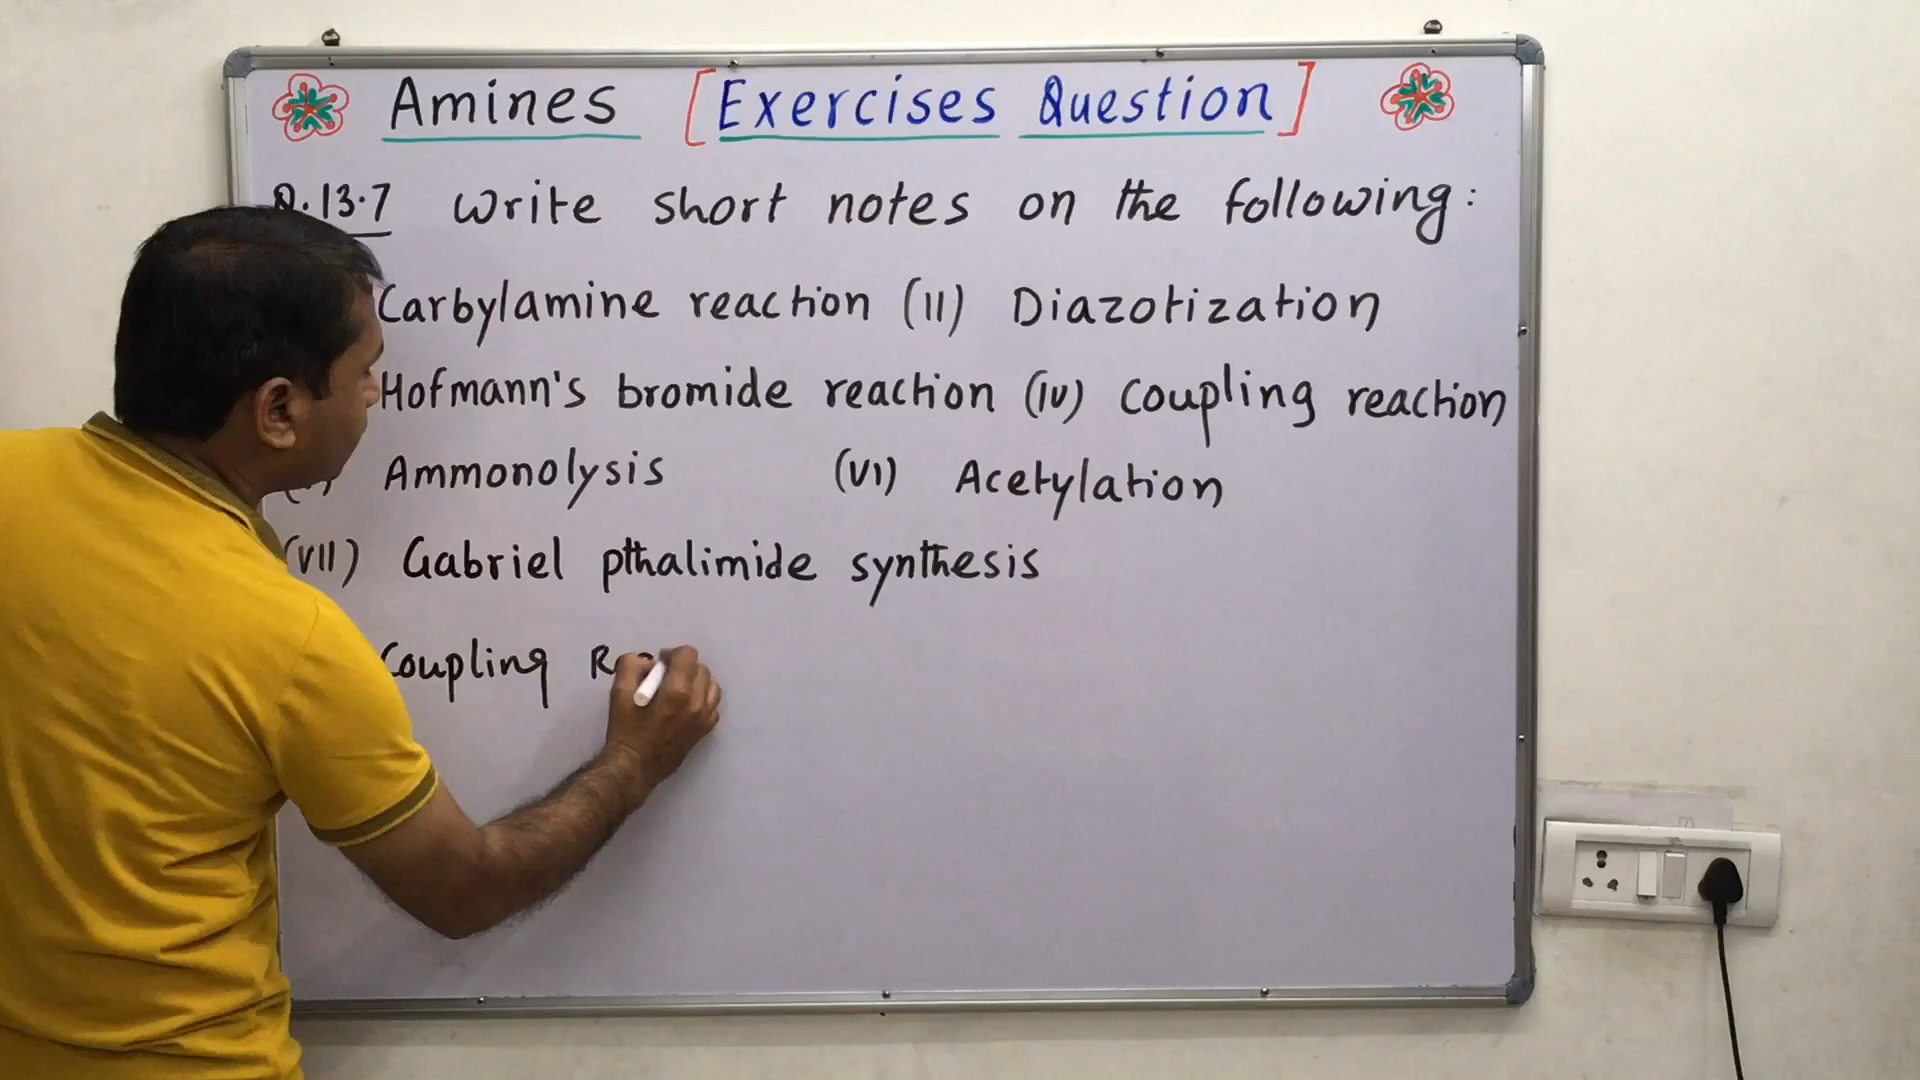 Amines [Exercises Question]
Q. 13.7 Write short notes on the following:
Carbylamine reaction (II) Diazotization
Hofmann's bromide reaction (IV) Coupling reaction
Ammonolysis (VI) Acetylation
(VII) Gabriel pthalimide synthesis
Coupling